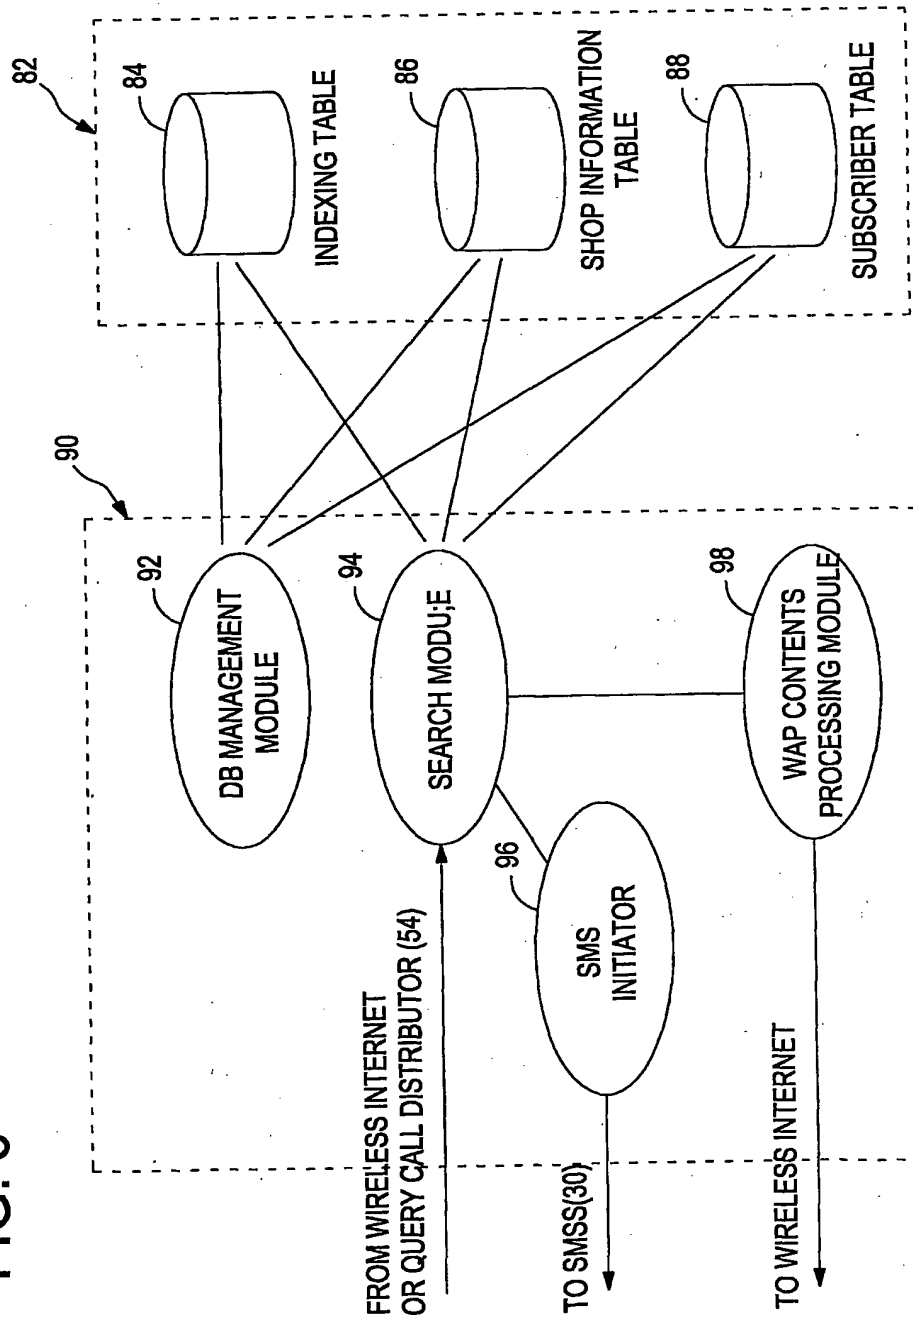 FIG.
82
90
84
INDEXING TABLE
86
SHOP INFORMATION
TABLE
88
SUBSCRIBER TABLE
92
DB MANAGEMENT
MODULE
94
SEARCH MODU;E
FROM WIRELESS INTERNET
OR QUERY CALL DISTRIBUTOR (54)
96
SMS
INITIATOR
TO SMSS(30)
98
WAP CONTENTS
PROCESSING MODULE
TO WIRELESS INTERNET